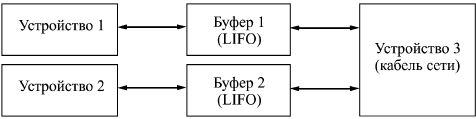 Устройство 1
Буфер 1
(LIFO)
Устройство 2
Буфер 2
(LIFO)
Устройство 3
(кабель сети)